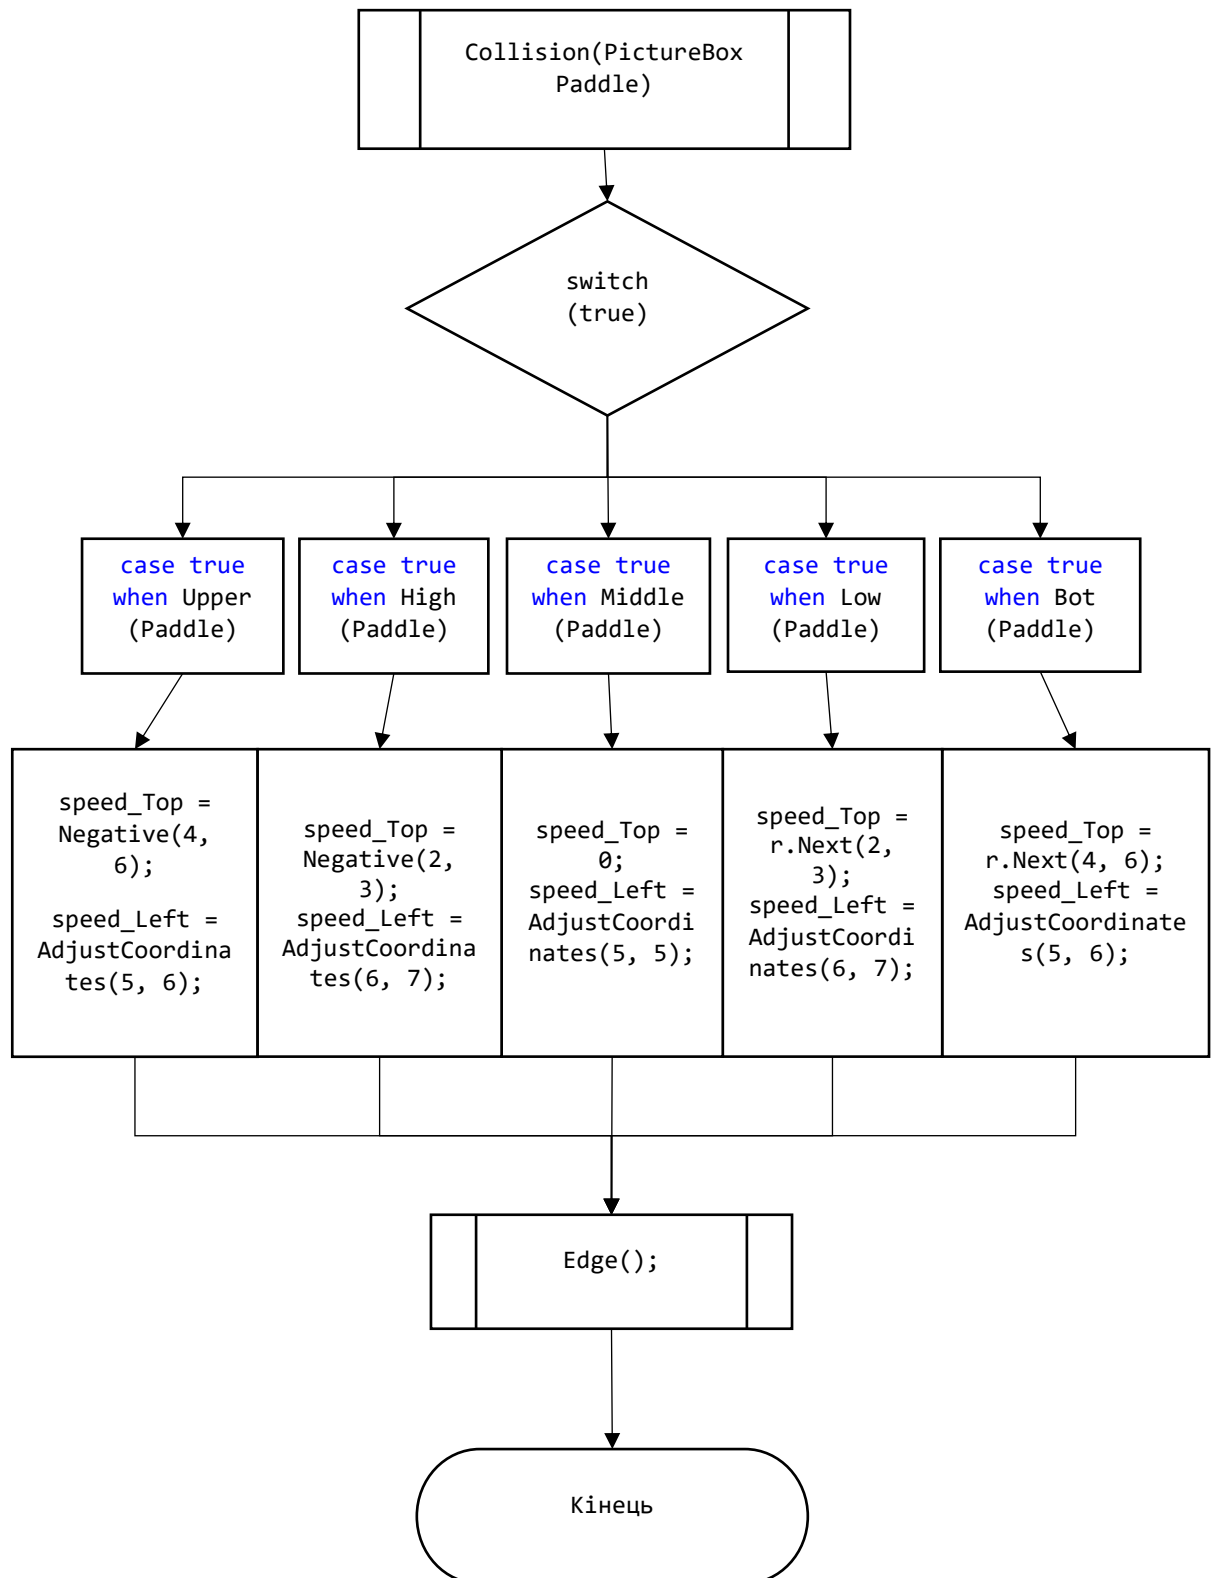 Collision(PictureBox
Paddle)
switch
(true)
case true
when Upper
(Paddle)
case true
when High
(Paddle)
case true
when Middle
(Paddle)
case true
when Low
(Paddle)
case true
when Bot
(Paddle)
speed_Top =
Negative(4,
6);
speed_Left =
AdjustCoordina
tes(5, 6);
speed_Top =
Negative(2,
3);
speed_Left =
AdjustCoordina
tes(6, 7);
speed_Top =
0;
speed_Left =
AdjustCoordi
nates(5, 5);
speed_Top =
r.Next(2,
3);
speed_Left =
AdjustCoordi
nates(6, 7);
speed_Top =
r.Next(4, 6);
speed_Left =
AdjustCoordinate
s(5, 6);
Edge();
Кінець